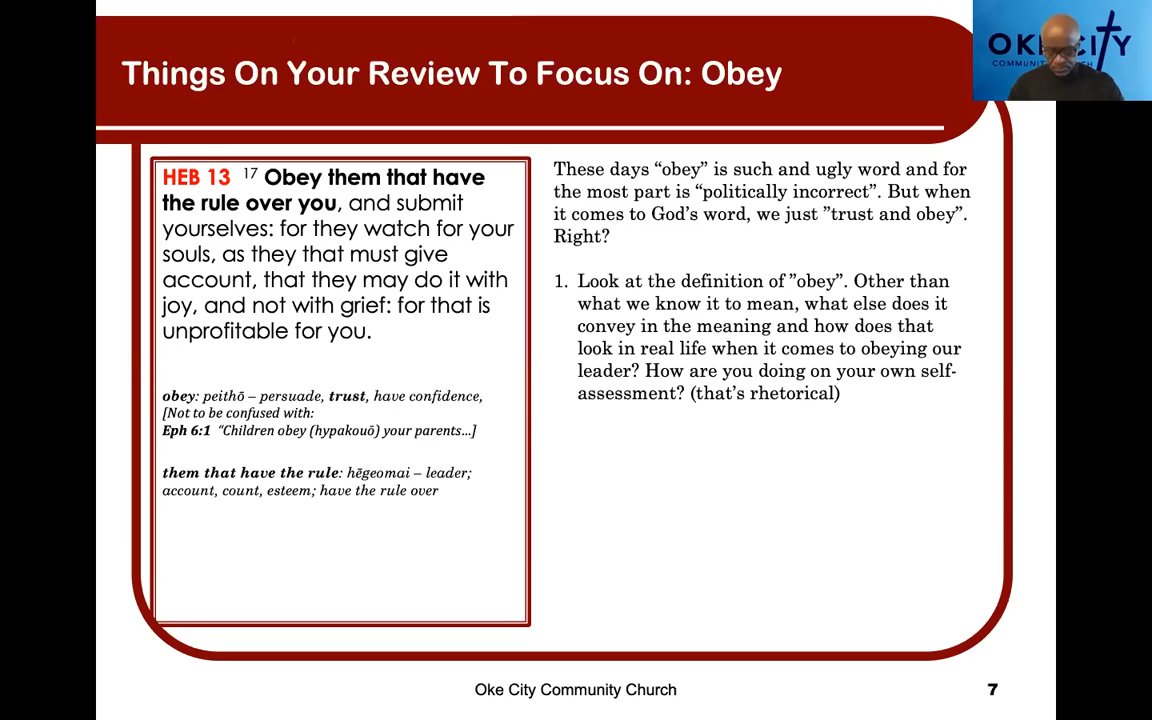 Things On Your Review To Focus On: Obey
OKE CITY
HEB 13 17 Obey them that have
the rule over you, and submit
yourselves: for they watch for your
souls, as they that must give
account, that they may do it with
joy, and not with grief: for that is
unprofitable for you.
obey: peithō – persuade, trust, have confidence,
[Not to be confused with:
Eph 6:1 “Children obey (hypakouō) your parents…]
them that have the rule: hēgeomai – leader;
account, count, esteem; have the rule over
These days “obey” is such and ugly word and for
the most part is “politically incorrect”. But when
it comes to God’s word, we just ”trust and obey”.
Right?
1. Look at the definition of ”obey”. Other than
what we know it to mean, what else does it
convey in the meaning and how does that
look in real life when it comes to obeying our
leader? How are you doing on your own self-
assessment? (that’s rhetorical)
Oke City Community Church
7